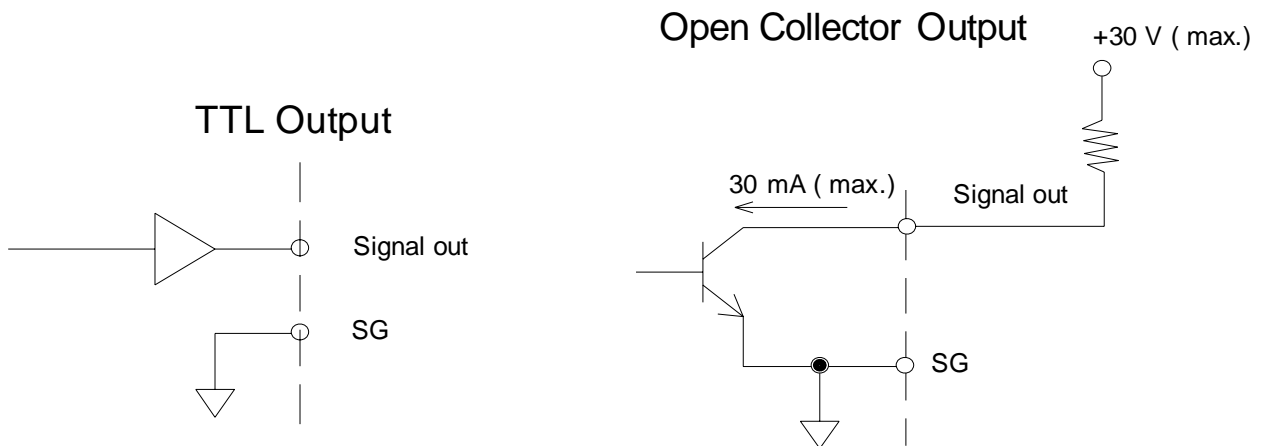 Open Collector Output
+30 V ( max.)
TTL Output
30 mA ( max.)
Signal out
Signal out
SG
SG